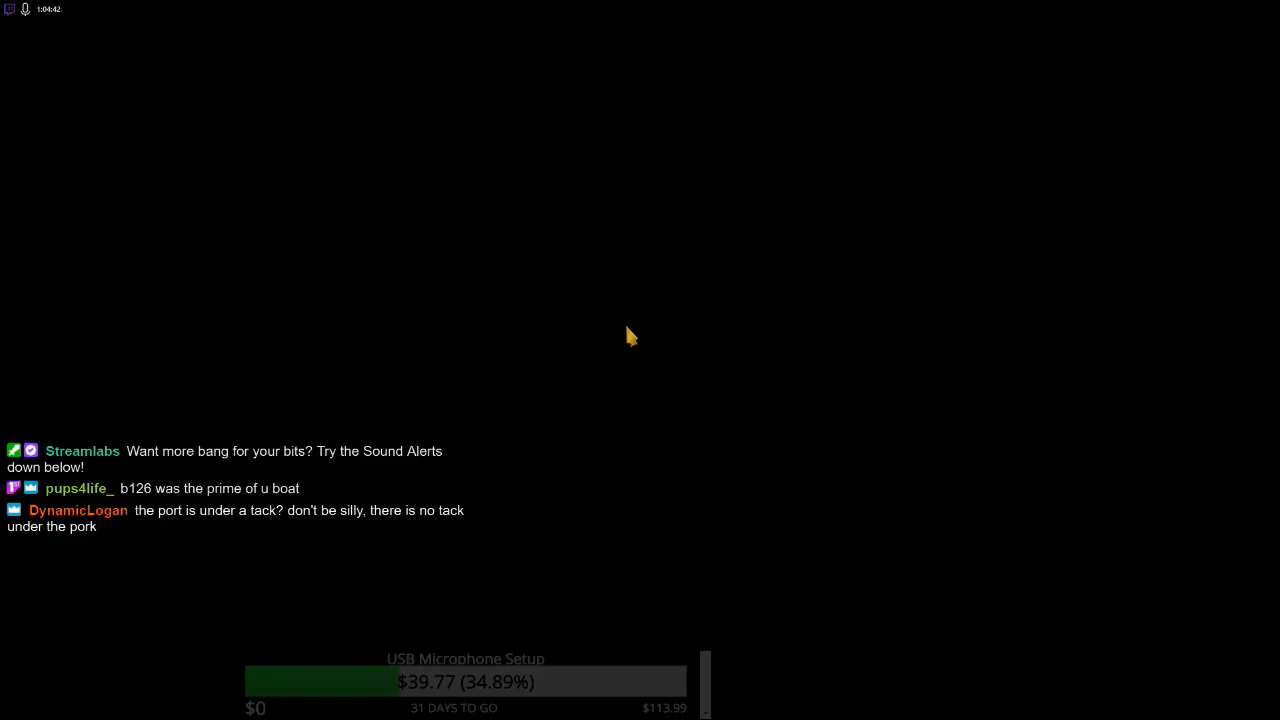 1:04:42
Streamlabs Want more bang for your bits? Try the Sound Alerts
down below!
pups4life_ b126 was the prime of u boat
DynamicLogan the port is under a tack? don't be silly, there is no tack
under the pork
USB Microphone Setup
$39.77 (34.89%)
$0 31 DAYS TO GO $113.99